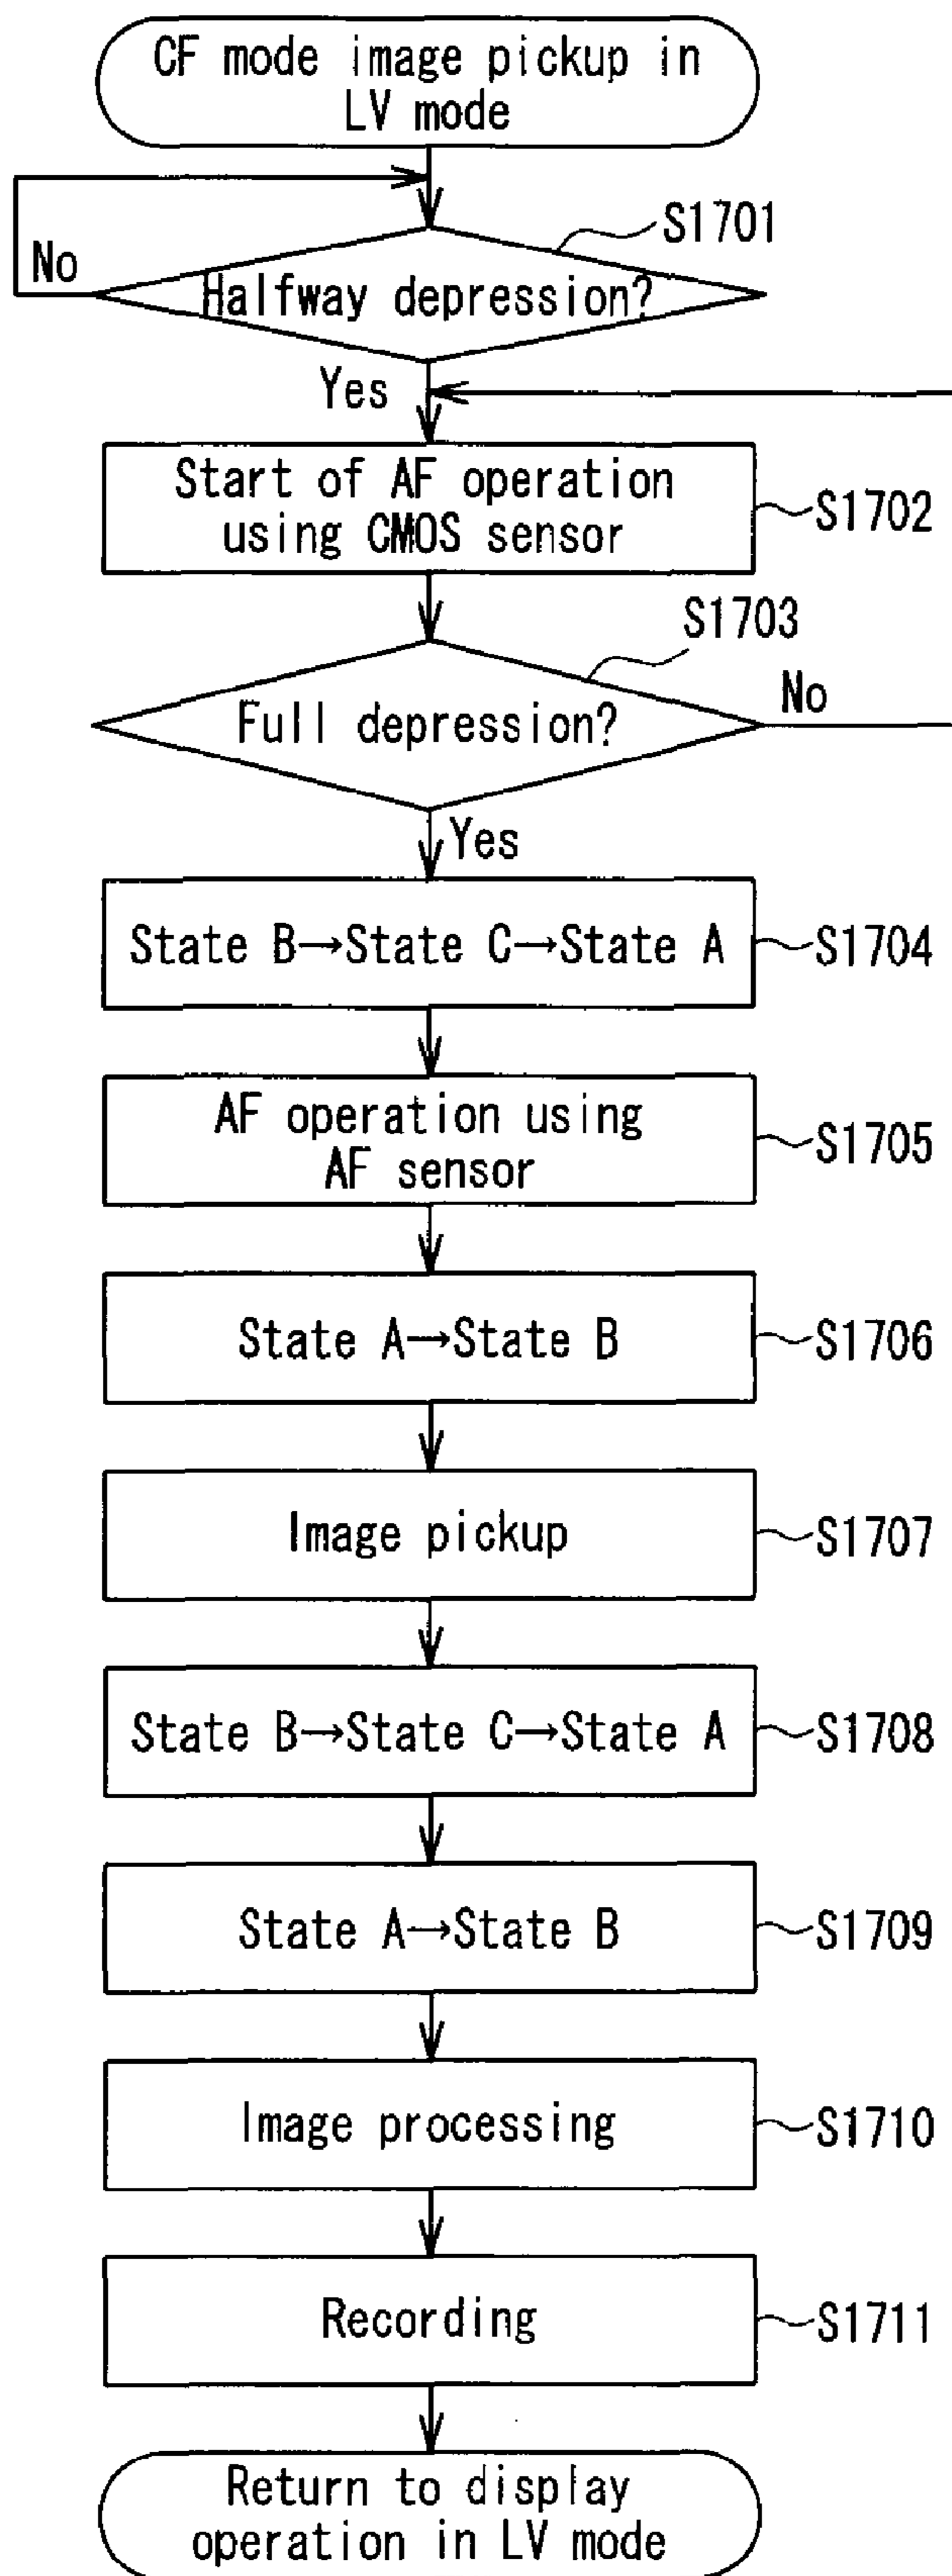 CF mode image pickup in
LV mode
S1701
No
Halfway depression?
Yes
Start of AF operation
using CMOS sensor
S1702
S1703
Full depression?
No
Yes
State B→State C→State A
S1704
AF operation using
AF sensor
S1705
State A→State B
S1706
Image pickup
S1707
State B→State C→State A
S1708
State A→State B
S1709
Image processing
S1710
Recording
S1711
Return to display
operation in LV mode